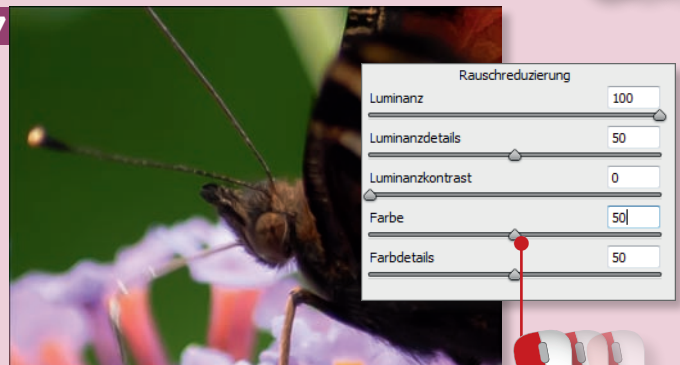 Rauschreduzierung
Luminanz 100
Luminanzdetails 50
Luminanzkontrast 0
Farbe 50
Farbdetails 50